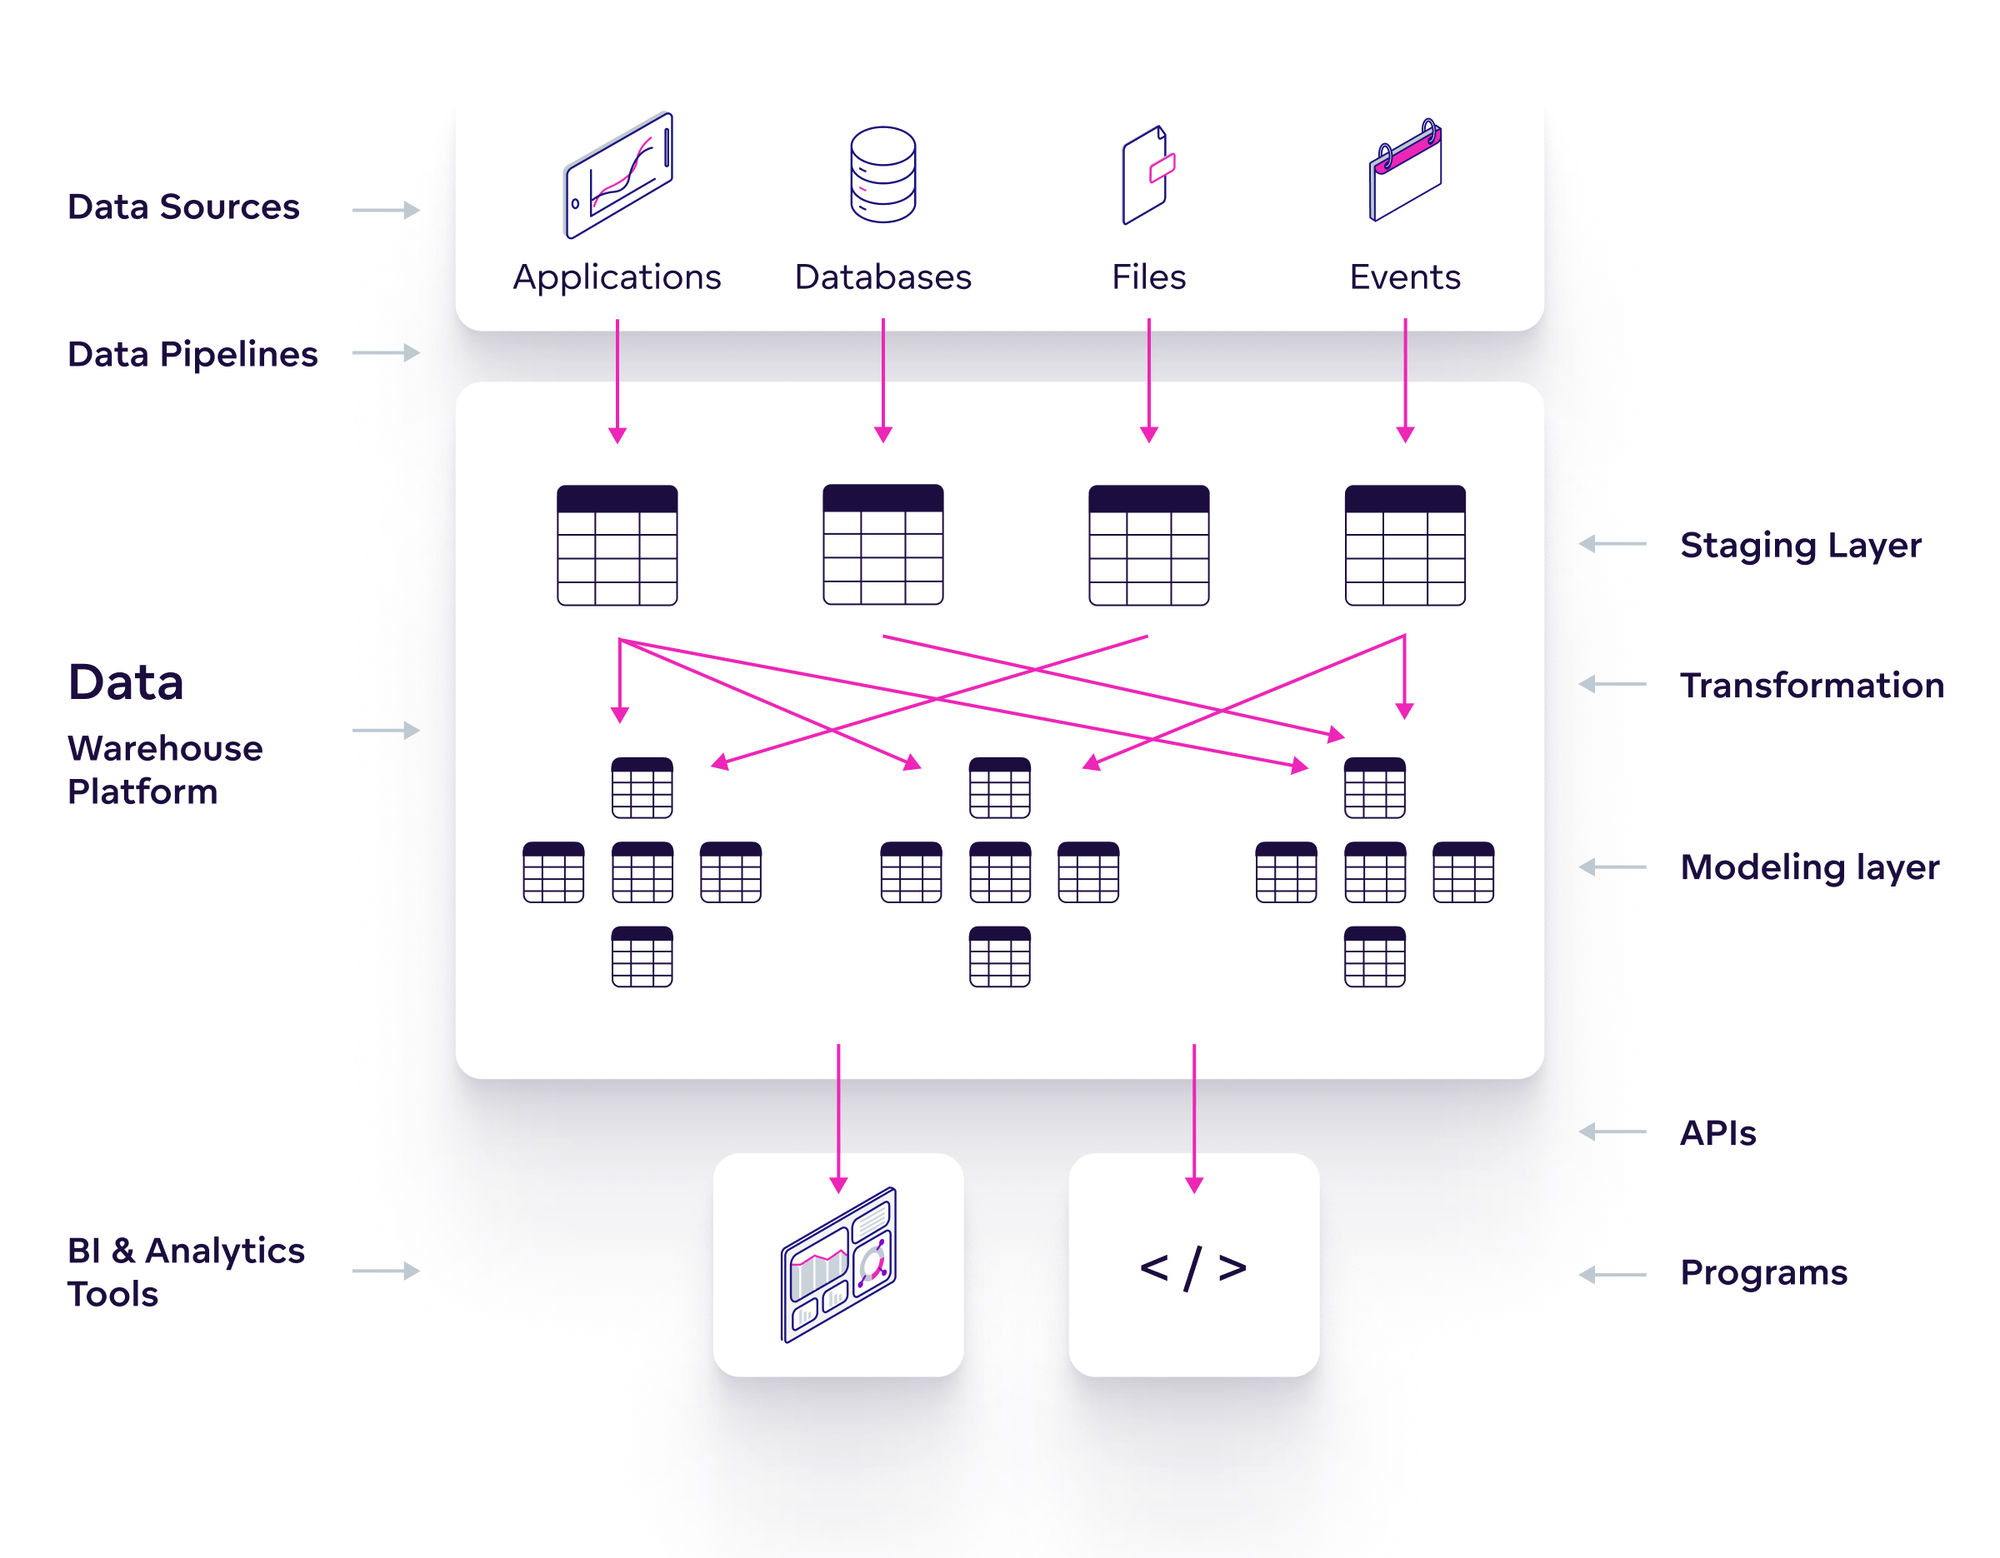 Data Sources
Applications
Databases
Files
Events
Data Pipelines
Staging Layer
Data
Warehouse
Platform
Transformation
Modeling layer
APIs
BI & Analytics
Tools
</>
Programs